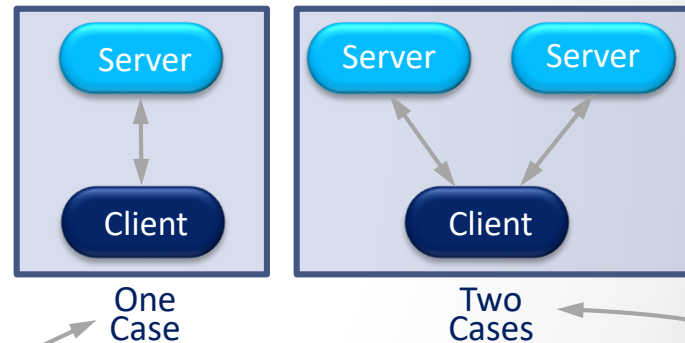 Server
Client
One
Case
Server
Server
Client
Two
Cases